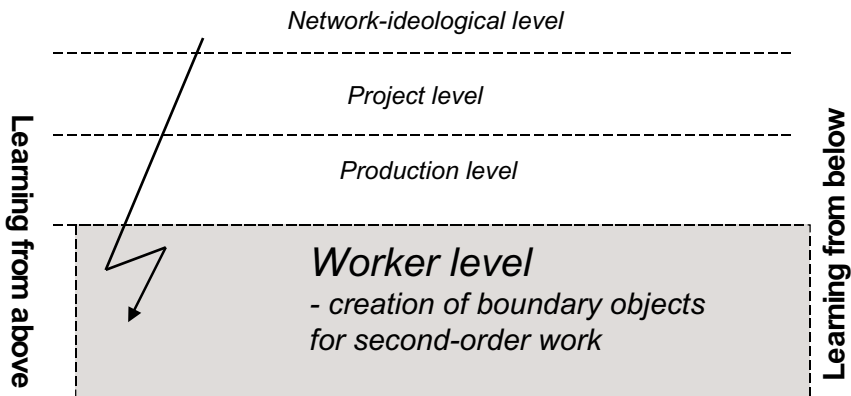 Network-ideological level
Project level
Production level
Learning from above
Worker level
- creation of boundary objects
for second-order work
Learning from below